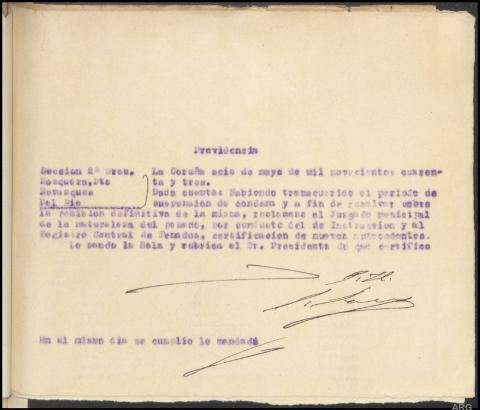 Providencia
Seccion 2ª Sres. La Coruña seis de mayo de mil novecientos cuaren-
Mosquera, Pte ta y tres.
Dada cuenta: Habiendo transcurrido el periodo de
Del Rio suspension de condena y a fin de resolver sobre
la remision definitiva de la misma, reclamese al Juzgado municipal
de la naturaleza del penado, por conducto del de Instruccion y al
Registro Central de Penados, certificacion de nuevos antecedentes.
Lo mando la Sala y rubrica el Sr. Presidente de que certifico
En el mismo dia se cumplio lo mandado
ARG